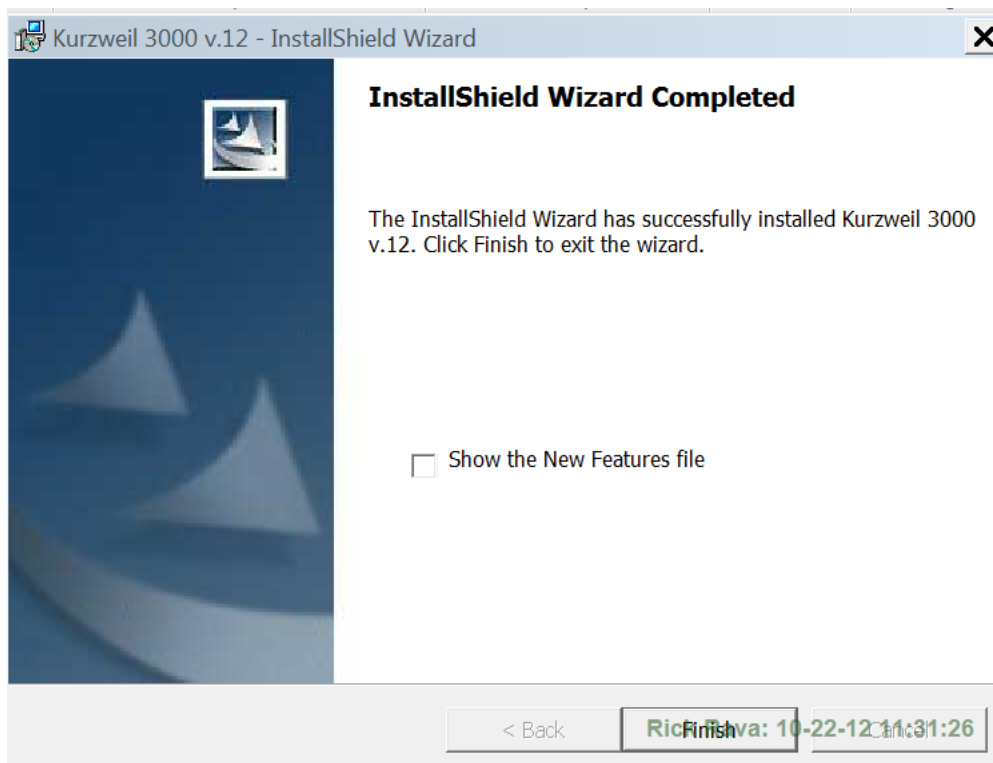 Kurzweil 3000 v.12 - InstallShield Wizard
InstallShield Wizard Completed
The InstallShield Wizard has successfully installed Kurzweil 3000
v.12. Click Finish to exit the wizard.
Show the New Features file
< Back
Finish
Cancel
10-22-12 11:31:26